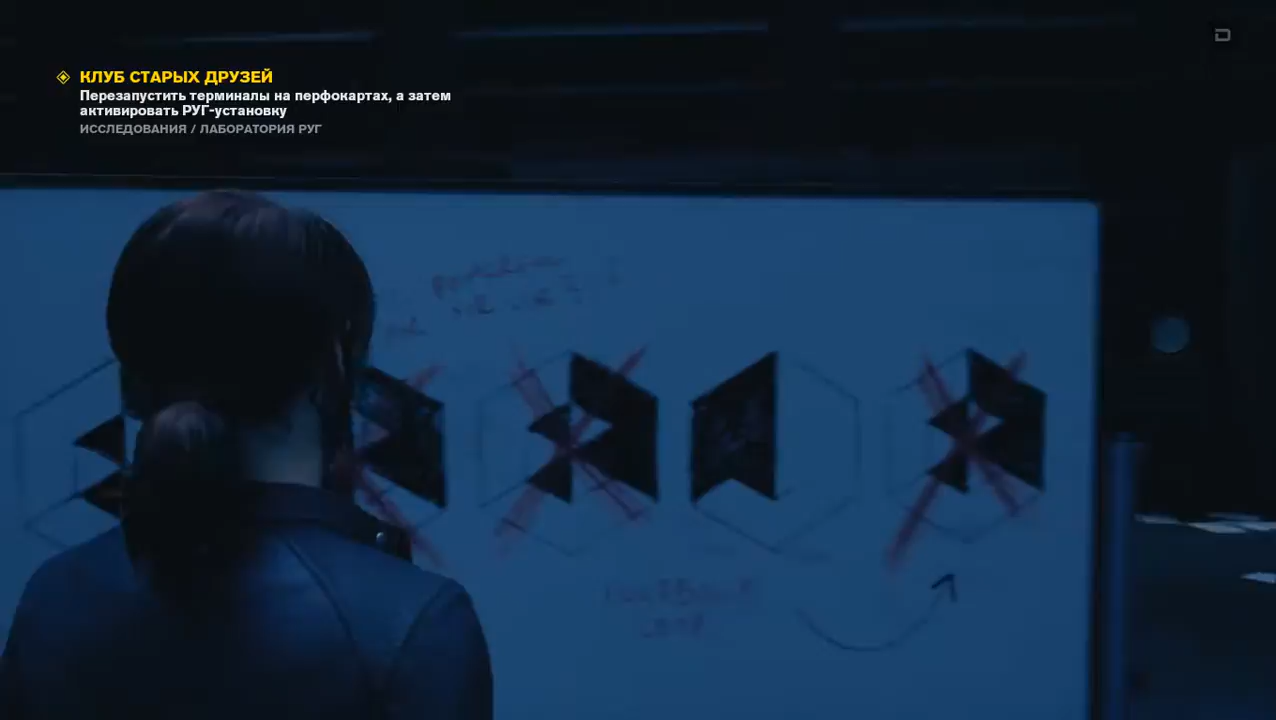 КЛУБ СТАРЫХ ДРУЗЕЙ
Перезапустить терминалы на перфокартах, а затем
активировать РУГ-установку
ИССЛЕДОВАНИЯ / ЛАБОРАТОРИЯ РУГ